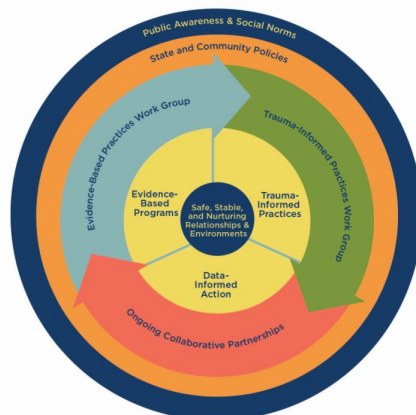 Public Awareness & Social Norms
State and Community Policies
Evidence-Based Practices Work Group
Trauma-Informed Practices Work Group
Evidence-
Based
Programs
Trauma-
Informed
Practices
Safe, Stable,
and Nurturing
Relationships &
Environments
Data-
Informed
Action
Ongoing Collaborative Partnerships